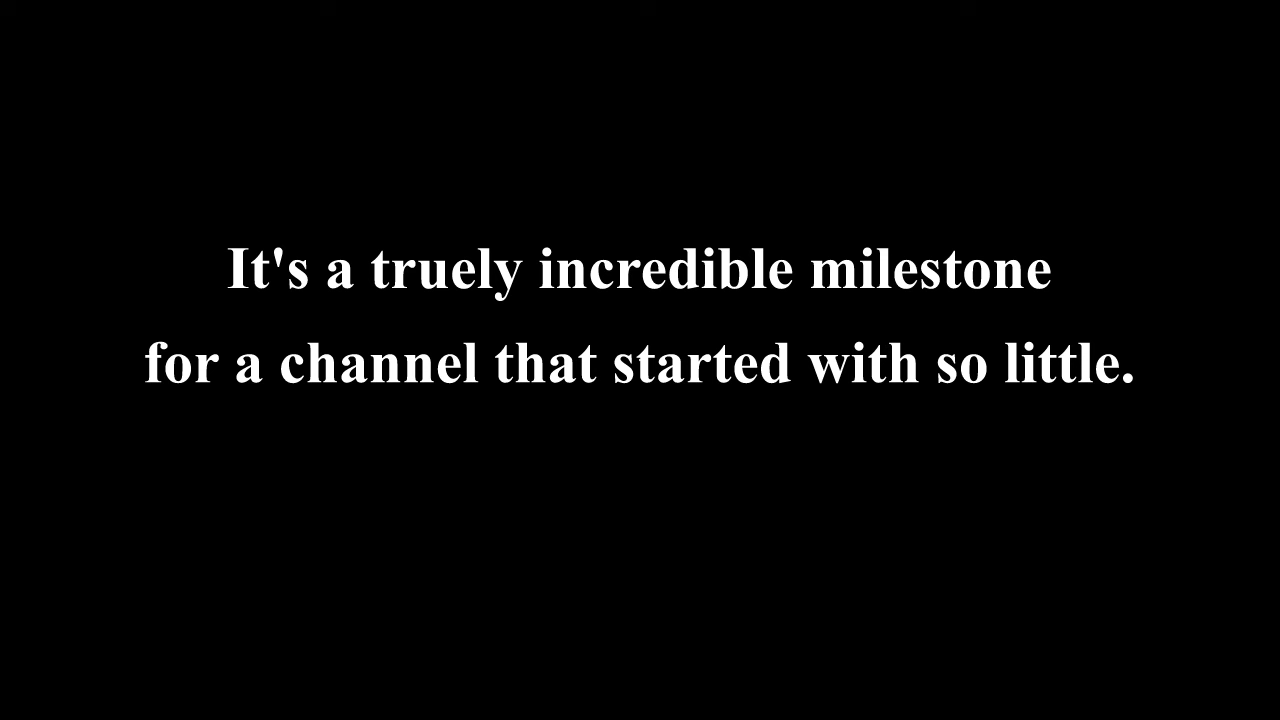 It's a truely incredible milestone
for a channel that started with so little.